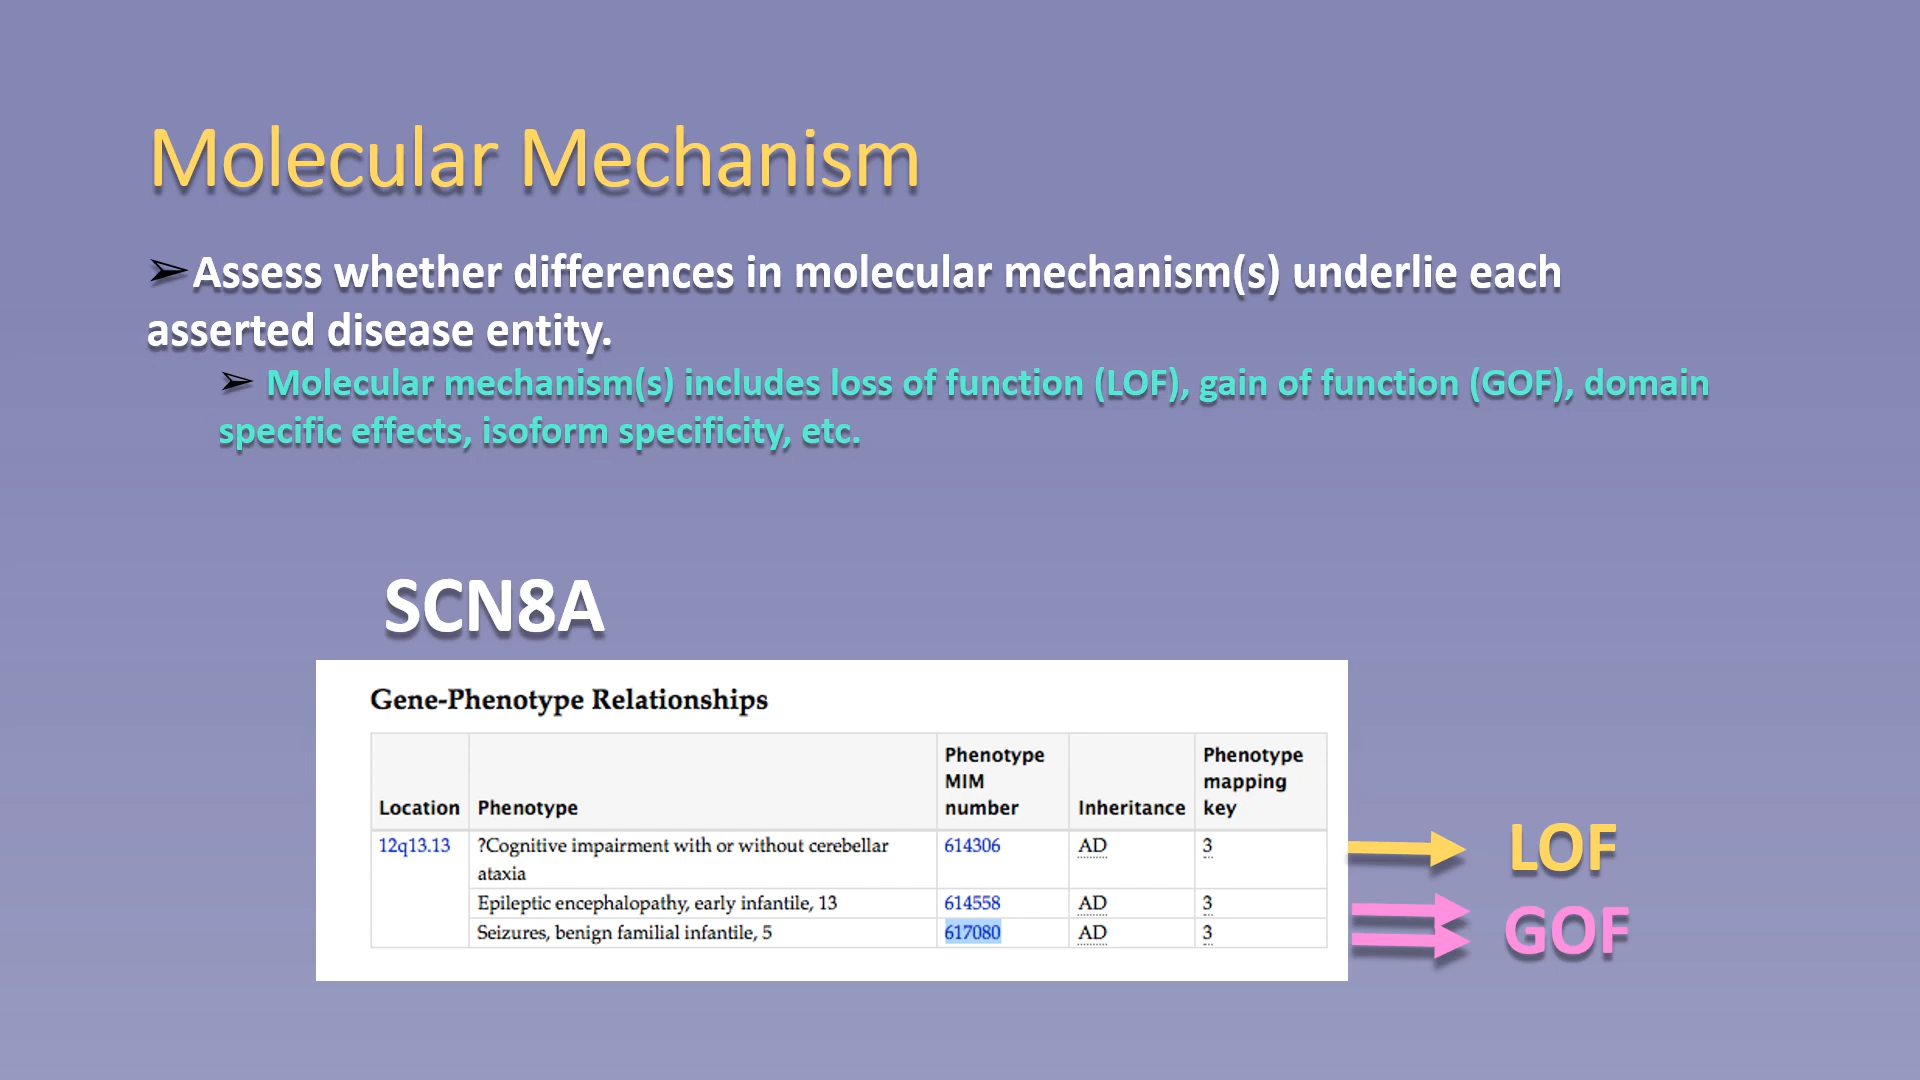 Molecular Mechanism
➢Assess whether differences in molecular mechanism(s) underlie each
asserted disease entity.
➢ Molecular mechanism(s) includes loss of function (LOF), gain of function (GOF), domain
specific effects, isoform specificity, etc.
SCN8A
Gene-Phenotype Relationships
Location Phenotype Phenotype MIM number Inheritance Phenotype mapping key
12q13.13 ?Cognitive impairment with or without cerebellar ataxia 614306 AD 3
Epileptic encephalopathy, early infantile, 13 614558 AD 3
Seizures, benign familial infantile, 5 617080 AD 3
LOF
GOF